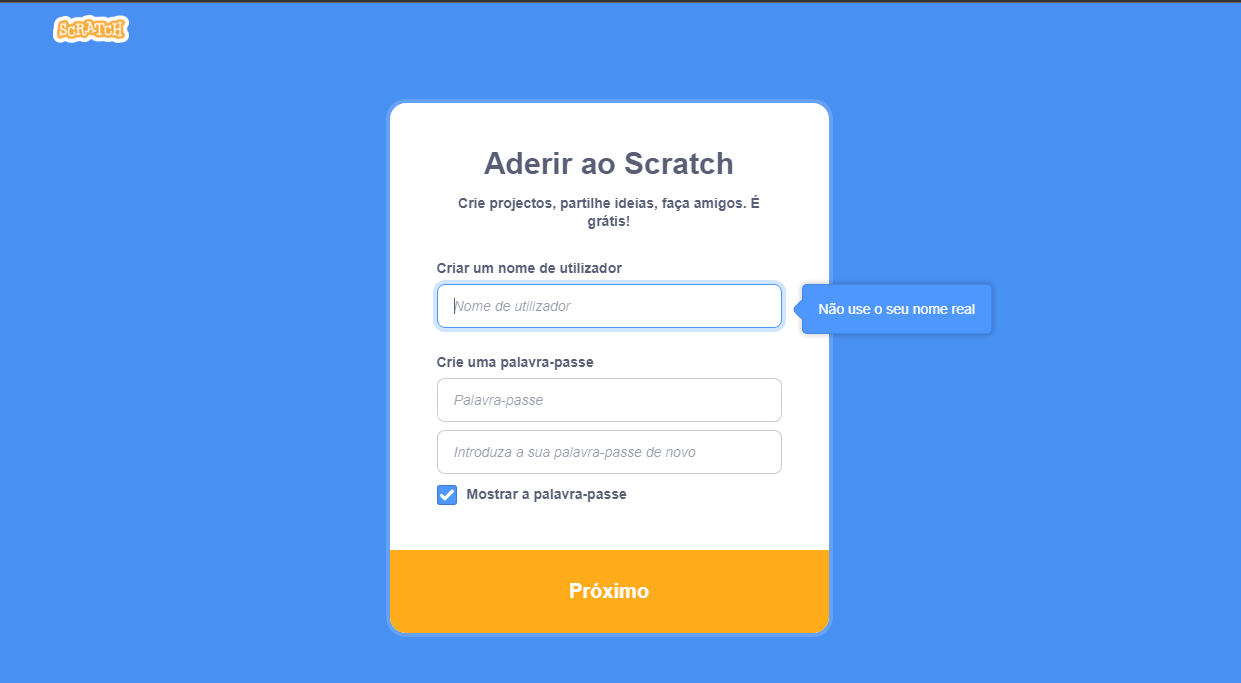 SCRATCH
Aderir ao Scratch
Crie projectos, partilhe ideias, faça amigos. É
grátis!
Criar um nome de utilizador
Nome de utilizador
Não use o seu nome real
Crie uma palavra-passe
Palavra-passe
Introduza a sua palavra-passe de novo
Mostrar a palavra-passe
Próximo